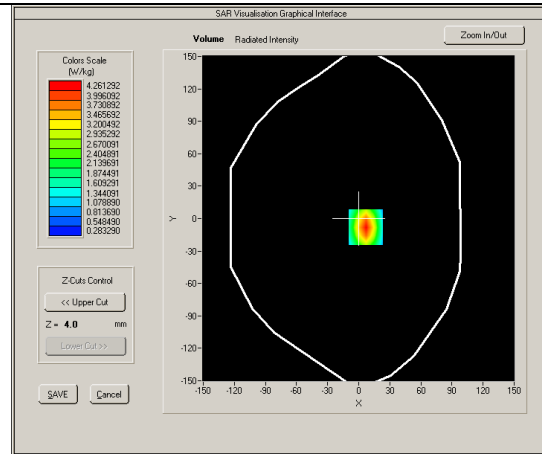 SAR Visualisation Graphical Interface
Volume Radiated Intensity
Zoom In/Out
Colors Scale
(W/kg)
4.261292
3.996092
3.730892
3.465692
3.200492
2.935292
2.670091
2.404891
2.139691
1.874491
1.609291
1.344091
1.078890
0.813690
0.548490
0.283290
Z-Cuts Control
<< Upper Cut
Z = 4.0 mm
Lower Cut >>
SAVE Cancel
150
120
90
60
30
0
-30
-60
-90
-120
-150
Y
-150 -120 -90 -60 -30 0 30 60 90 120 150
X